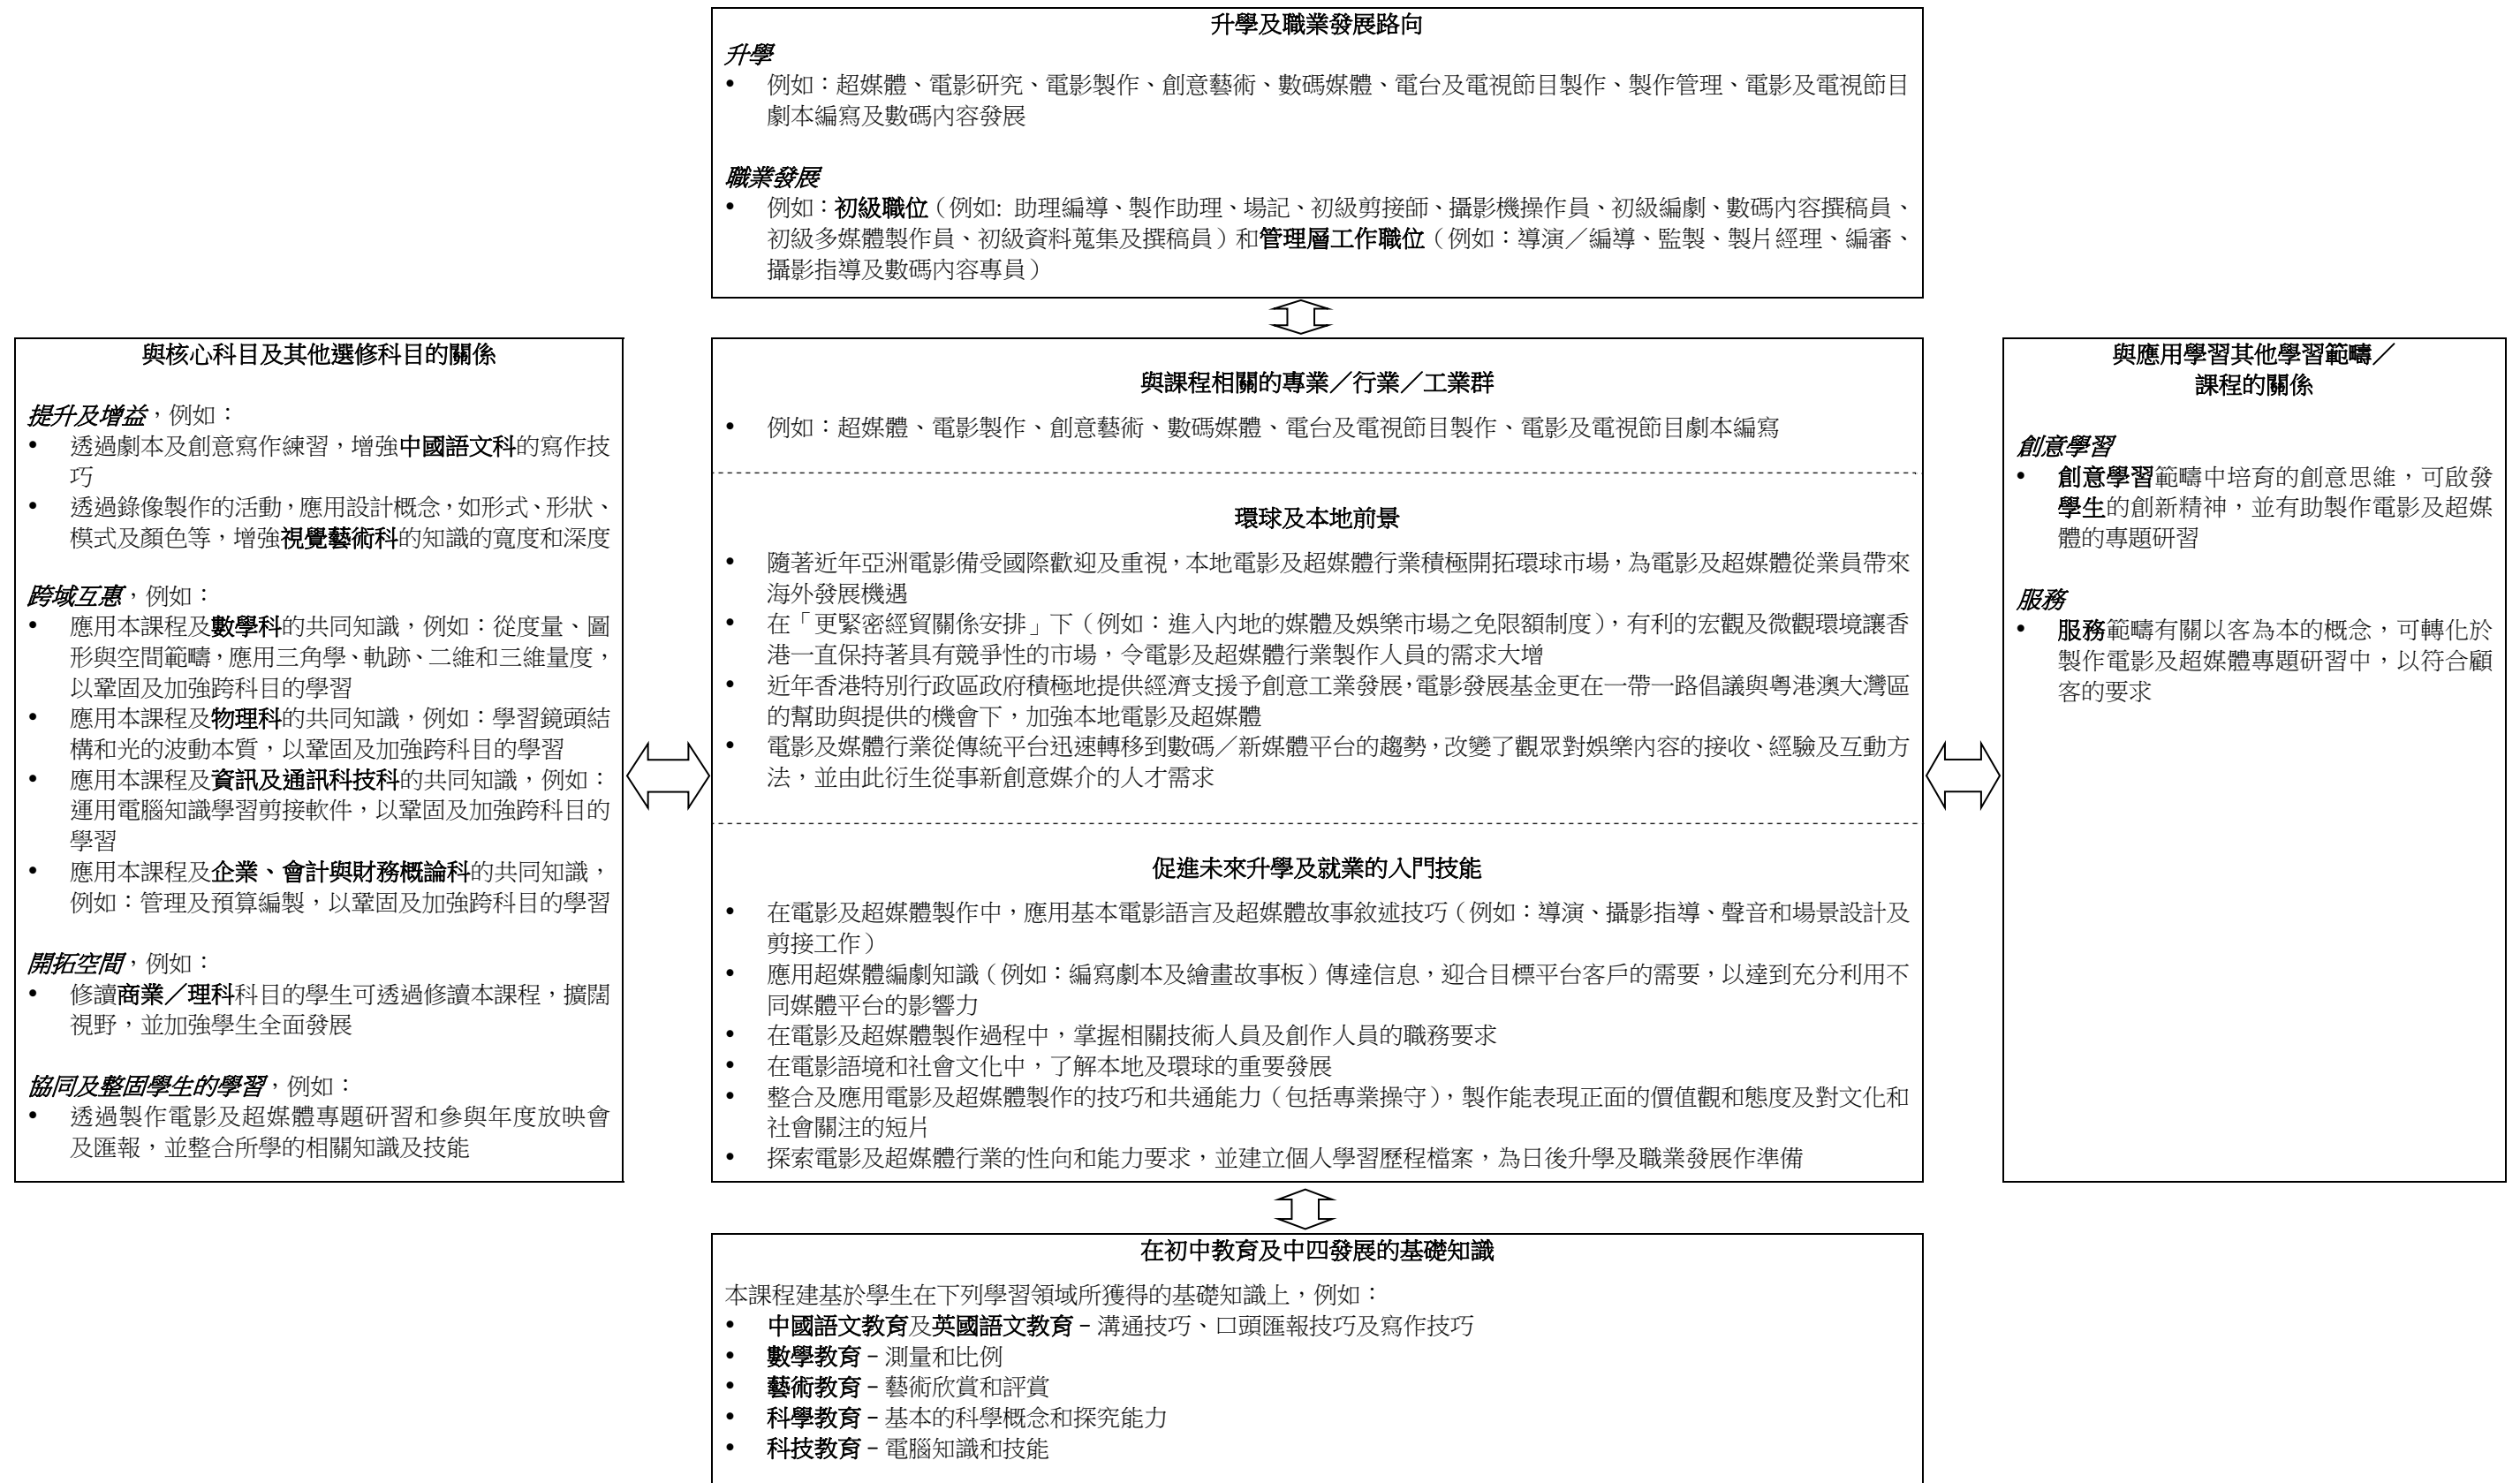 升學及職業發展路向
升學
• 例如：超媒體、電影研究、電影製作、創意藝術、數碼媒體、電台及電視節目製作、製作管理、電影及電視節目
劇本編寫及數碼內容發展
職業發展
• 例如：初級職位（例如: 助理編導、製作助理、場記、初級剪接師、攝影機操作員、初級編劇、數碼內容撰稿員、
初級多媒體製作員、初級資料蒐集及撰稿員）和管理層工作職位（例如：導演／編導、監製、製片經理、編審、
攝影指導及數碼內容專員）
與核心科目及其他選修科目的關係
提升及增益，例如：
• 透過劇本及創意寫作練習，增強中國語文科的寫作技
巧
• 透過錄像製作的活動，應用設計概念，如形式、形狀、
模式及顏色等，增強視覺藝術科的知識的寬度和深度
跨域互惠，例如：
• 應用本課程及數學科的共同知識，例如：從度量、圖
形與空間範疇，應用三角學、軌跡、二維和三維量度，
以鞏固及加強跨科目的學習
• 應用本課程及物理科的共同知識，例如：學習鏡頭結
構和光的波動本質，以鞏固及加強跨科目的學習
• 應用本課程及資訊及通訊科技科的共同知識，例如：
運用電腦知識學習剪接軟件，以鞏固及加強跨科目的
學習
• 應用本課程及企業、會計與財務概論科的共同知識，
例如：管理及預算編製，以鞏固及加強跨科目的學習
開拓空間，例如：
• 修讀商業／理科科目的學生可透過修讀本課程，擴闊
視野，並加強學生全面發展
協同及整固學生的學習，例如：
• 透過製作電影及超媒體專題研習和參與年度放映會
及匯報，並整合所學的相關知識及技能
與課程相關的專業／行業／工業群
• 例如：超媒體、電影製作、創意藝術、數碼媒體、電台及電視節目製作、電影及電視節目劇本編寫
環球及本地前景
• 隨著近年亞洲電影備受國際歡迎及重視，本地電影及超媒體行業積極開拓環球市場，為電影及超媒體從業員帶來
海外發展機遇
• 在「更緊密經貿關係安排」下（例如：進入內地的媒體及娛樂市場之免限額制度），有利的宏觀及微觀環境讓香
港一直保持著具有競爭性的市場，令電影及超媒體行業製作人員的需求大增
• 近年香港特別行政區政府積極地提供經濟支援予創意工業發展，電影發展基金更在一帶一路倡議與粵港澳大灣區
的幫助與提供的機會下，加強本地電影及超媒體
• 電影及媒體行業從傳統平台迅速轉移到數碼／新媒體平台的趨勢，改變了觀眾對娛樂內容的接收、經驗及互動方
法，並由此衍生從事新創意媒介的人才需求
促進未來升學及就業的入門技能
• 在電影及超媒體製作中，應用基本電影語言及超媒體故事敘述技巧（例如：導演、攝影指導、聲音和場景設計及
剪接工作）
• 應用超媒體編劇知識（例如：編寫劇本及繪畫故事板）傳達信息，迎合目標平台客戶的需要，以達到充分利用不
同媒體平台的影響力
• 在電影及超媒體製作過程中，掌握相關技術人員及創作人員的職務要求
• 在電影語境和社會文化中，了解本地及環球的重要發展
• 整合及應用電影及超媒體製作的技巧和共通能力（包括專業操守），製作能表現正面的價值觀和態度及對文化和
社會關注的短片
• 探索電影及超媒體行業的性向和能力要求，並建立個人學習歷程檔案，為日後升學及職業發展作準備
與應用學習其他學習範疇／
課程的關係
創意學習
• 創意學習範疇中培育的創意思維，可啟發
學生的創新精神，並有助製作電影及超媒
體的專題研習
服務
• 服務範疇有關以客為本的概念，可轉化於
製作電影及超媒體專題研習中，以符合顧
客的要求
在初中教育及中四發展的基礎知識
本課程建基於學生在下列學習領域所獲得的基礎知識上，例如：
• 中國語文教育及英國語文教育 – 溝通技巧、口頭匯報技巧及寫作技巧
• 數學教育 – 測量和比例
• 藝術教育 – 藝術欣賞和評賞
• 科學教育 – 基本的科學概念和探究能力
• 科技教育 – 電腦知識和技能